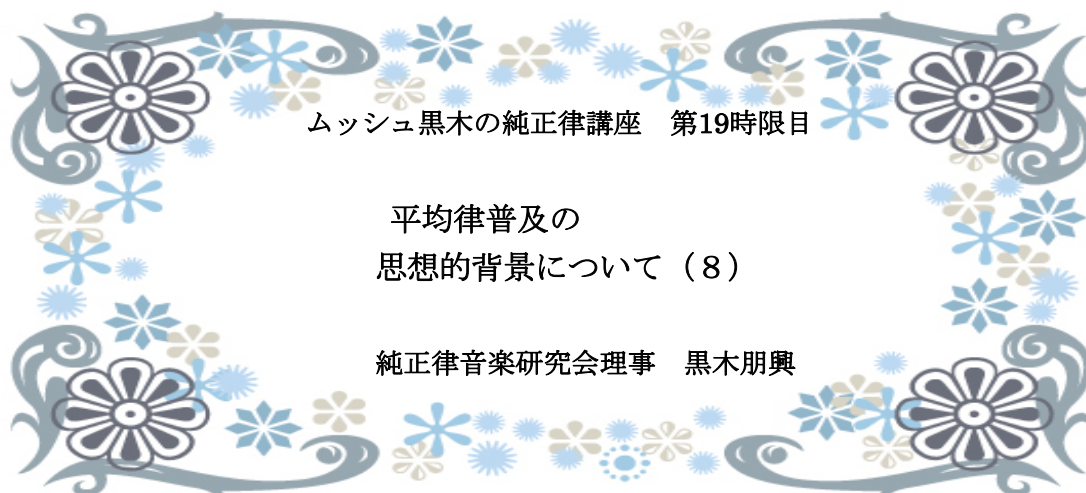 ムッシュ黒木の純正律講座　第19時限目
平均律普及の
思想的背景について（８）
純正律音楽研究会理事　黒木朋興